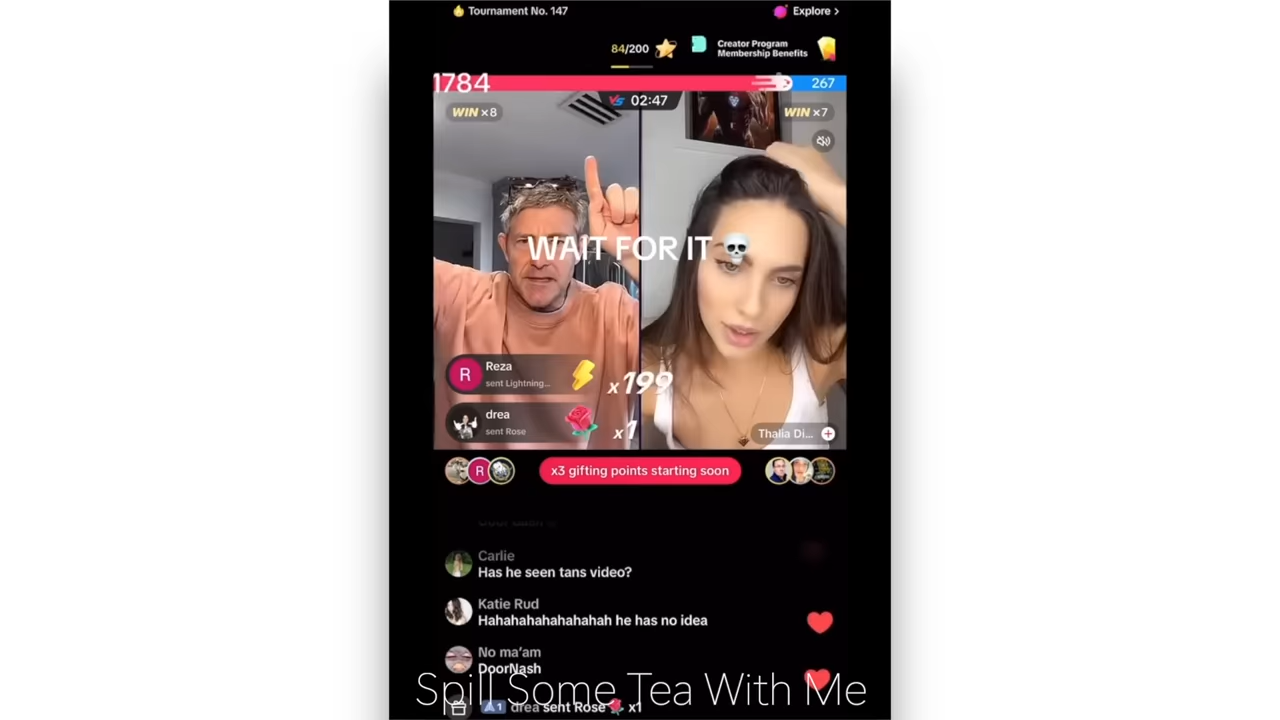 Tournament No. 147
Explore >
84/200
Creator Program
Membership Benefits
1784
267
VS 02:47
WIN ×8
WIN ×7
WAIT FOR IT 💀
Reza
sent Lightning...
x199
drea
sent Rose
x1
Thalia Di...
R
R
x3 gifting points starting soon
Carlie
Has he seen tans video?
Katie Rud
Hahahahahahahah he has no idea
No ma'am
DoorNash
1 drea sent Rose x1
Spill Some Tea With Me